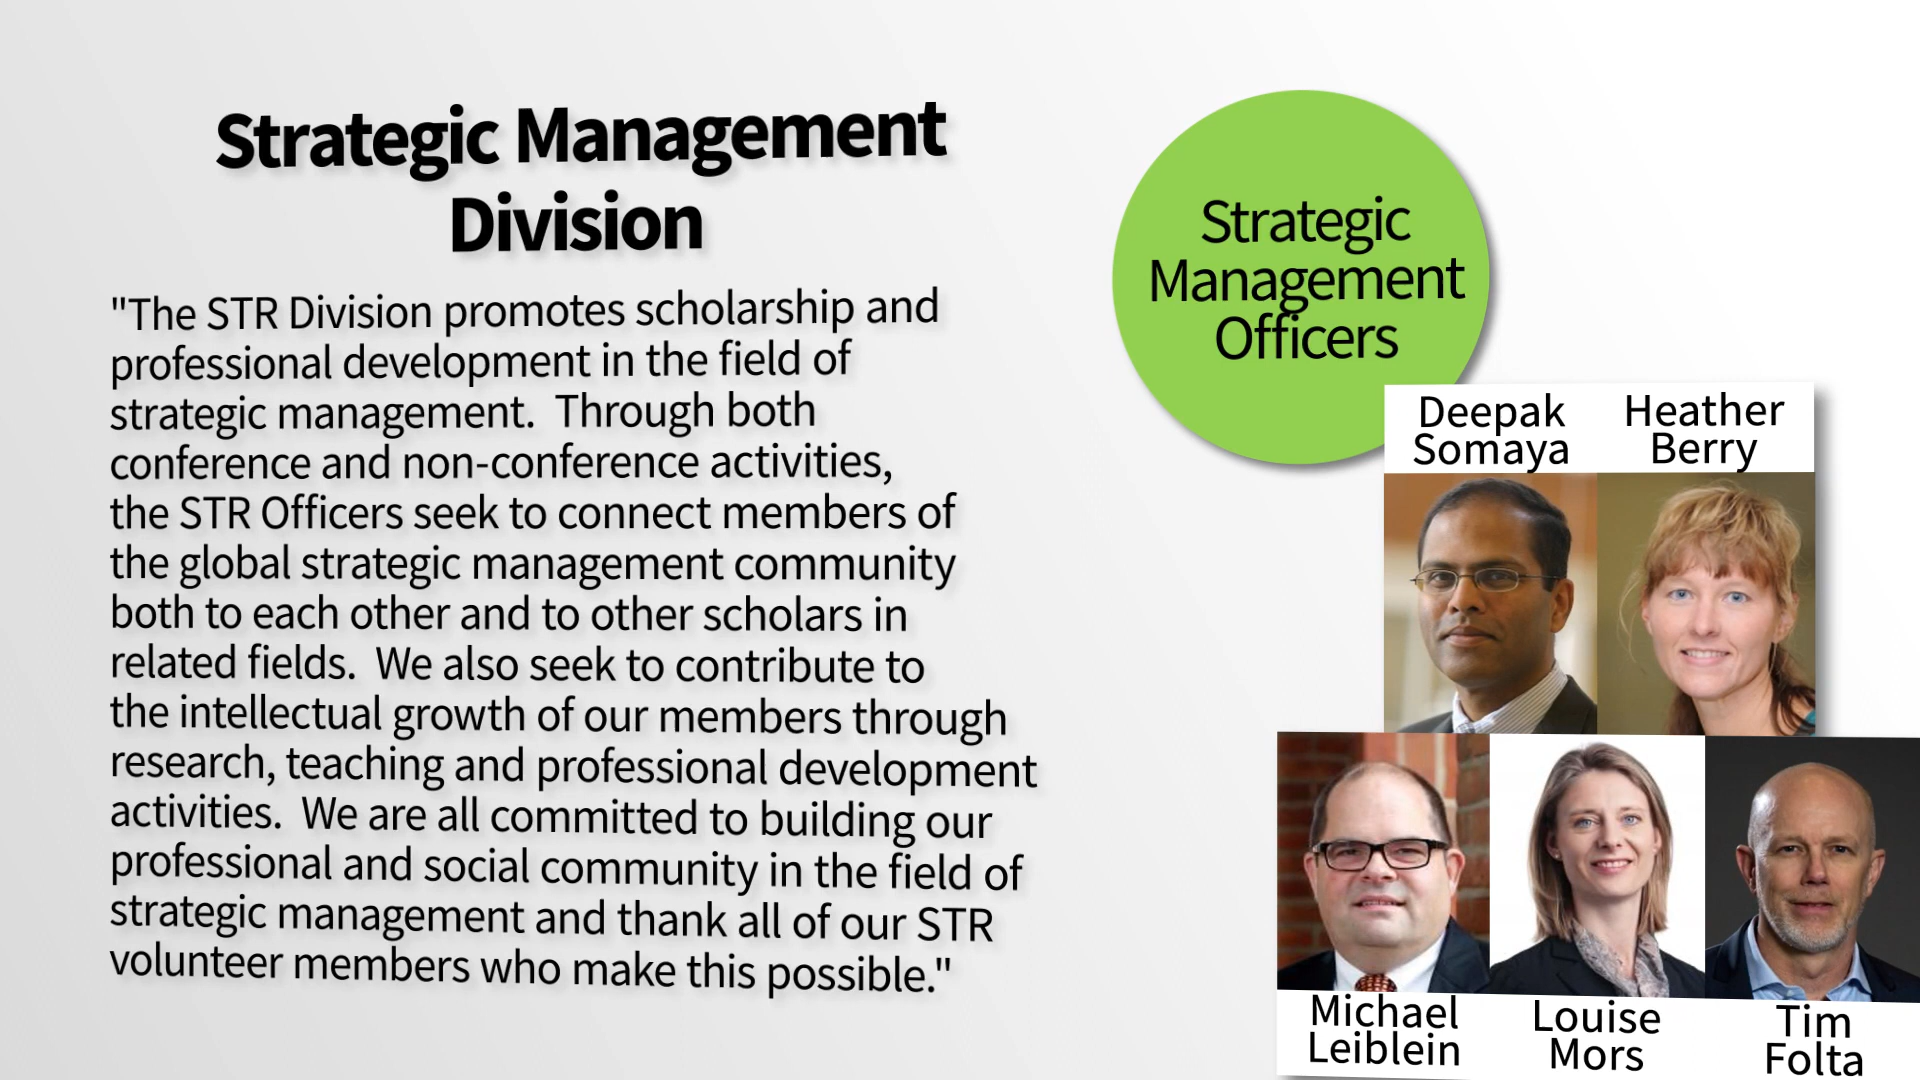 Strategic Management
Division
"The STR Division promotes scholarship and
professional development in the field of
strategic management.  Through both
conference and non-conference activities,
the STR Officers seek to connect members of
the global strategic management community
both to each other and to other scholars in
related fields.  We also seek to contribute to
the intellectual growth of our members through
research, teaching and professional development
activities.  We are all committed to building our
professional and social community in the field of
strategic management and thank all of our STR
volunteer members who make this possible."
Strategic
Management
Officers
Deepak
Somaya
Heather
Berry
Michael
Leiblein
Louise
Mors
Tim
Folta